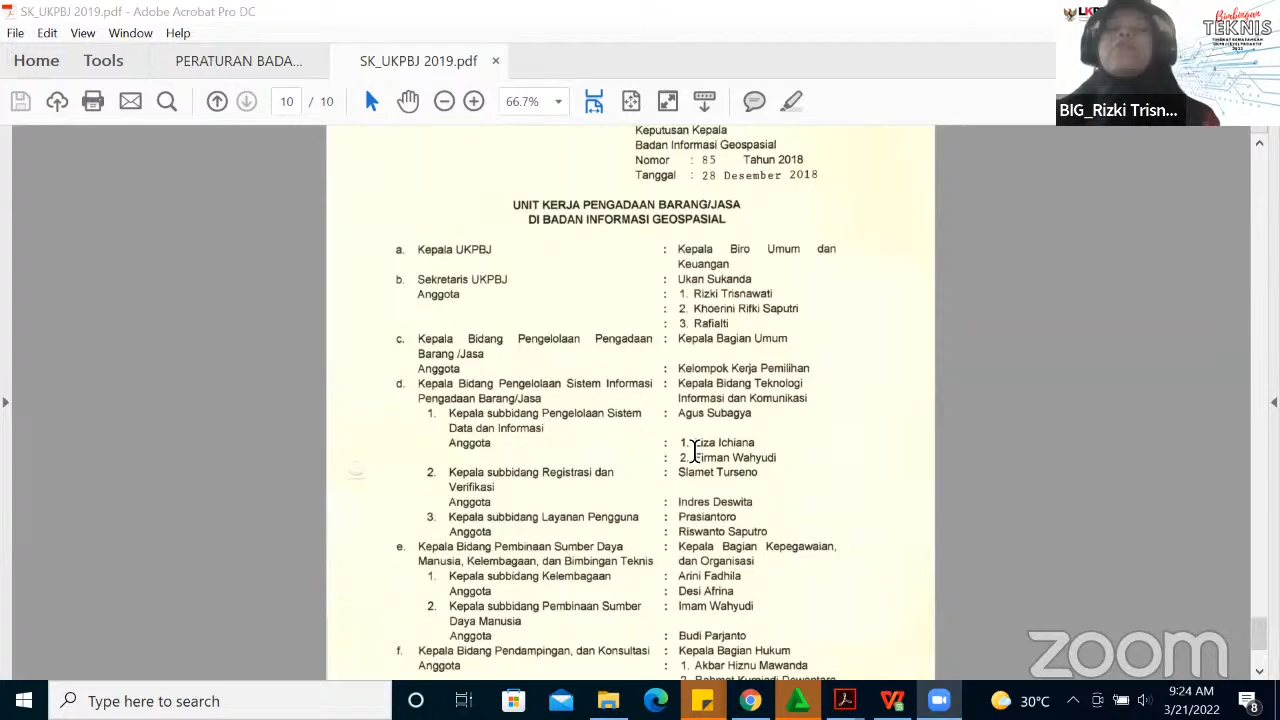 SK_UKPBJ 2019.pdf - Adobe Acrobat Pro DC
File Edit View Window Help
Home Tools PERATURAN BADA... SK_UKPBJ 2019.pdf ×
10 / 10 66.7%
Bimbingan
TEKNIS
BIG_Rizki Trisn...
Keputusan Kepala
Badan Informasi Geospasial
Nomor : 85 Tahun 2018
Tanggal : 28 Desember 2018
UNIT KERJA PENGADAAN BARANG/JASA
DI BADAN INFORMASI GEOSPASIAL
a. Kepala UKPBJ : Kepala Biro Umum dan
Keuangan
b. Sekretaris UKPBJ : Ukan Sukanda
Anggota : 1. Rizki Trisnawati
: 2. Khoerini Rifki Saputri
: 3. Rafialti
c. Kepala Bidang Pengelolaan Pengadaan : Kepala Bagian Umum
Barang /Jasa
Anggota : Kelompok Kerja Pemilihan
d. Kepala Bidang Pengelolaan Sistem Informasi : Kepala Bidang Teknologi
Pengadaan Barang/Jasa Informasi dan Komunikasi
1. Kepala subbidang Pengelolaan Sistem : Agus Subagya
Data dan Informasi
Anggota : 1. Ichiana
: 2. Firman Wahyudi
2. Kepala subbidang Registrasi dan : Slamet Turseno
Verifikasi
Anggota : Indres Deswita
3. Kepala subbidang Layanan Pengguna : Prasiantoro
Anggota : Riswanto Saputro
e. Kepala Bidang Pembinaan Sumber Daya : Kepala Bagian Kepegawaian,
Manusia, Kelembagaan, dan Bimbingan Teknis dan Organisasi
1. Kepala subbidang Kelembagaan : Arini Fadhila
Anggota : Desi Afrina
2. Kepala subbidang Pembinaan Sumber : Imam Wahyudi
Daya Manusia
Anggota : Budi Parjanto
f. Kepala Bidang Pendampingan, dan Konsultasi : Kepala Bagian Hukum
Anggota : 1. Akbar Hiznu Mawanda
zoom
Type here to search 30°C 9:24 AM
3/21/2022 8